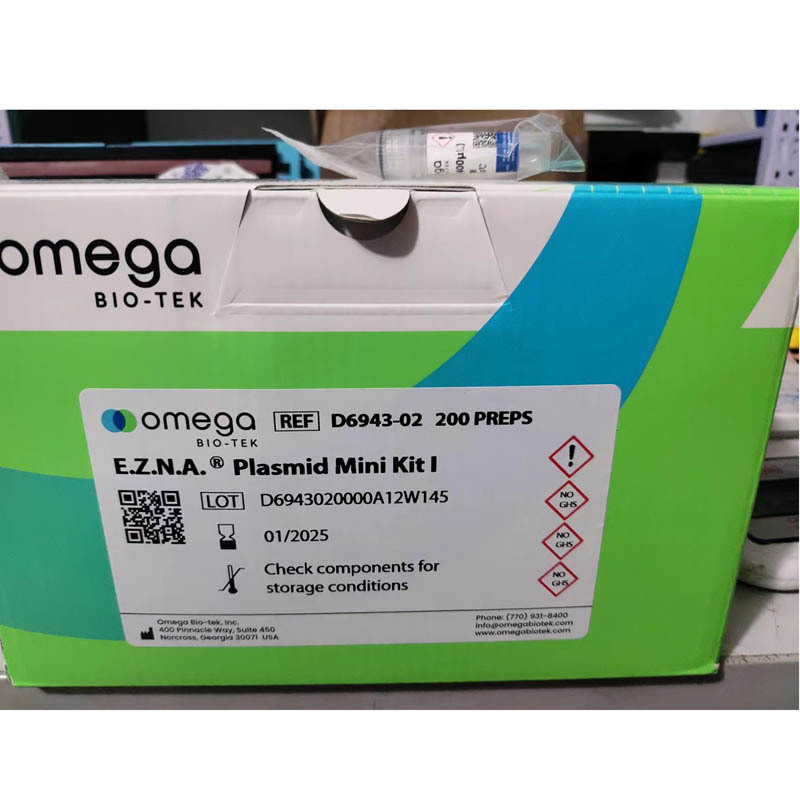 omega
BIO-TEK
omega
BIO-TEK
REF D6943-02 200 PREPS
E.Z.N.A.® Plasmid Mini Kit I
LOT D6943020000A12W145
01/2025
Check components for
storage conditions
!
NO
GHS
NO
GHS
NO
GHS
Omega Bio-tek, Inc.
400 Pinnacle Way, Suite 450
Norcross, Georgia 30071 USA
Phone: (770) 931-8400
info@omegabiotek.com
www.omegabiotek.com